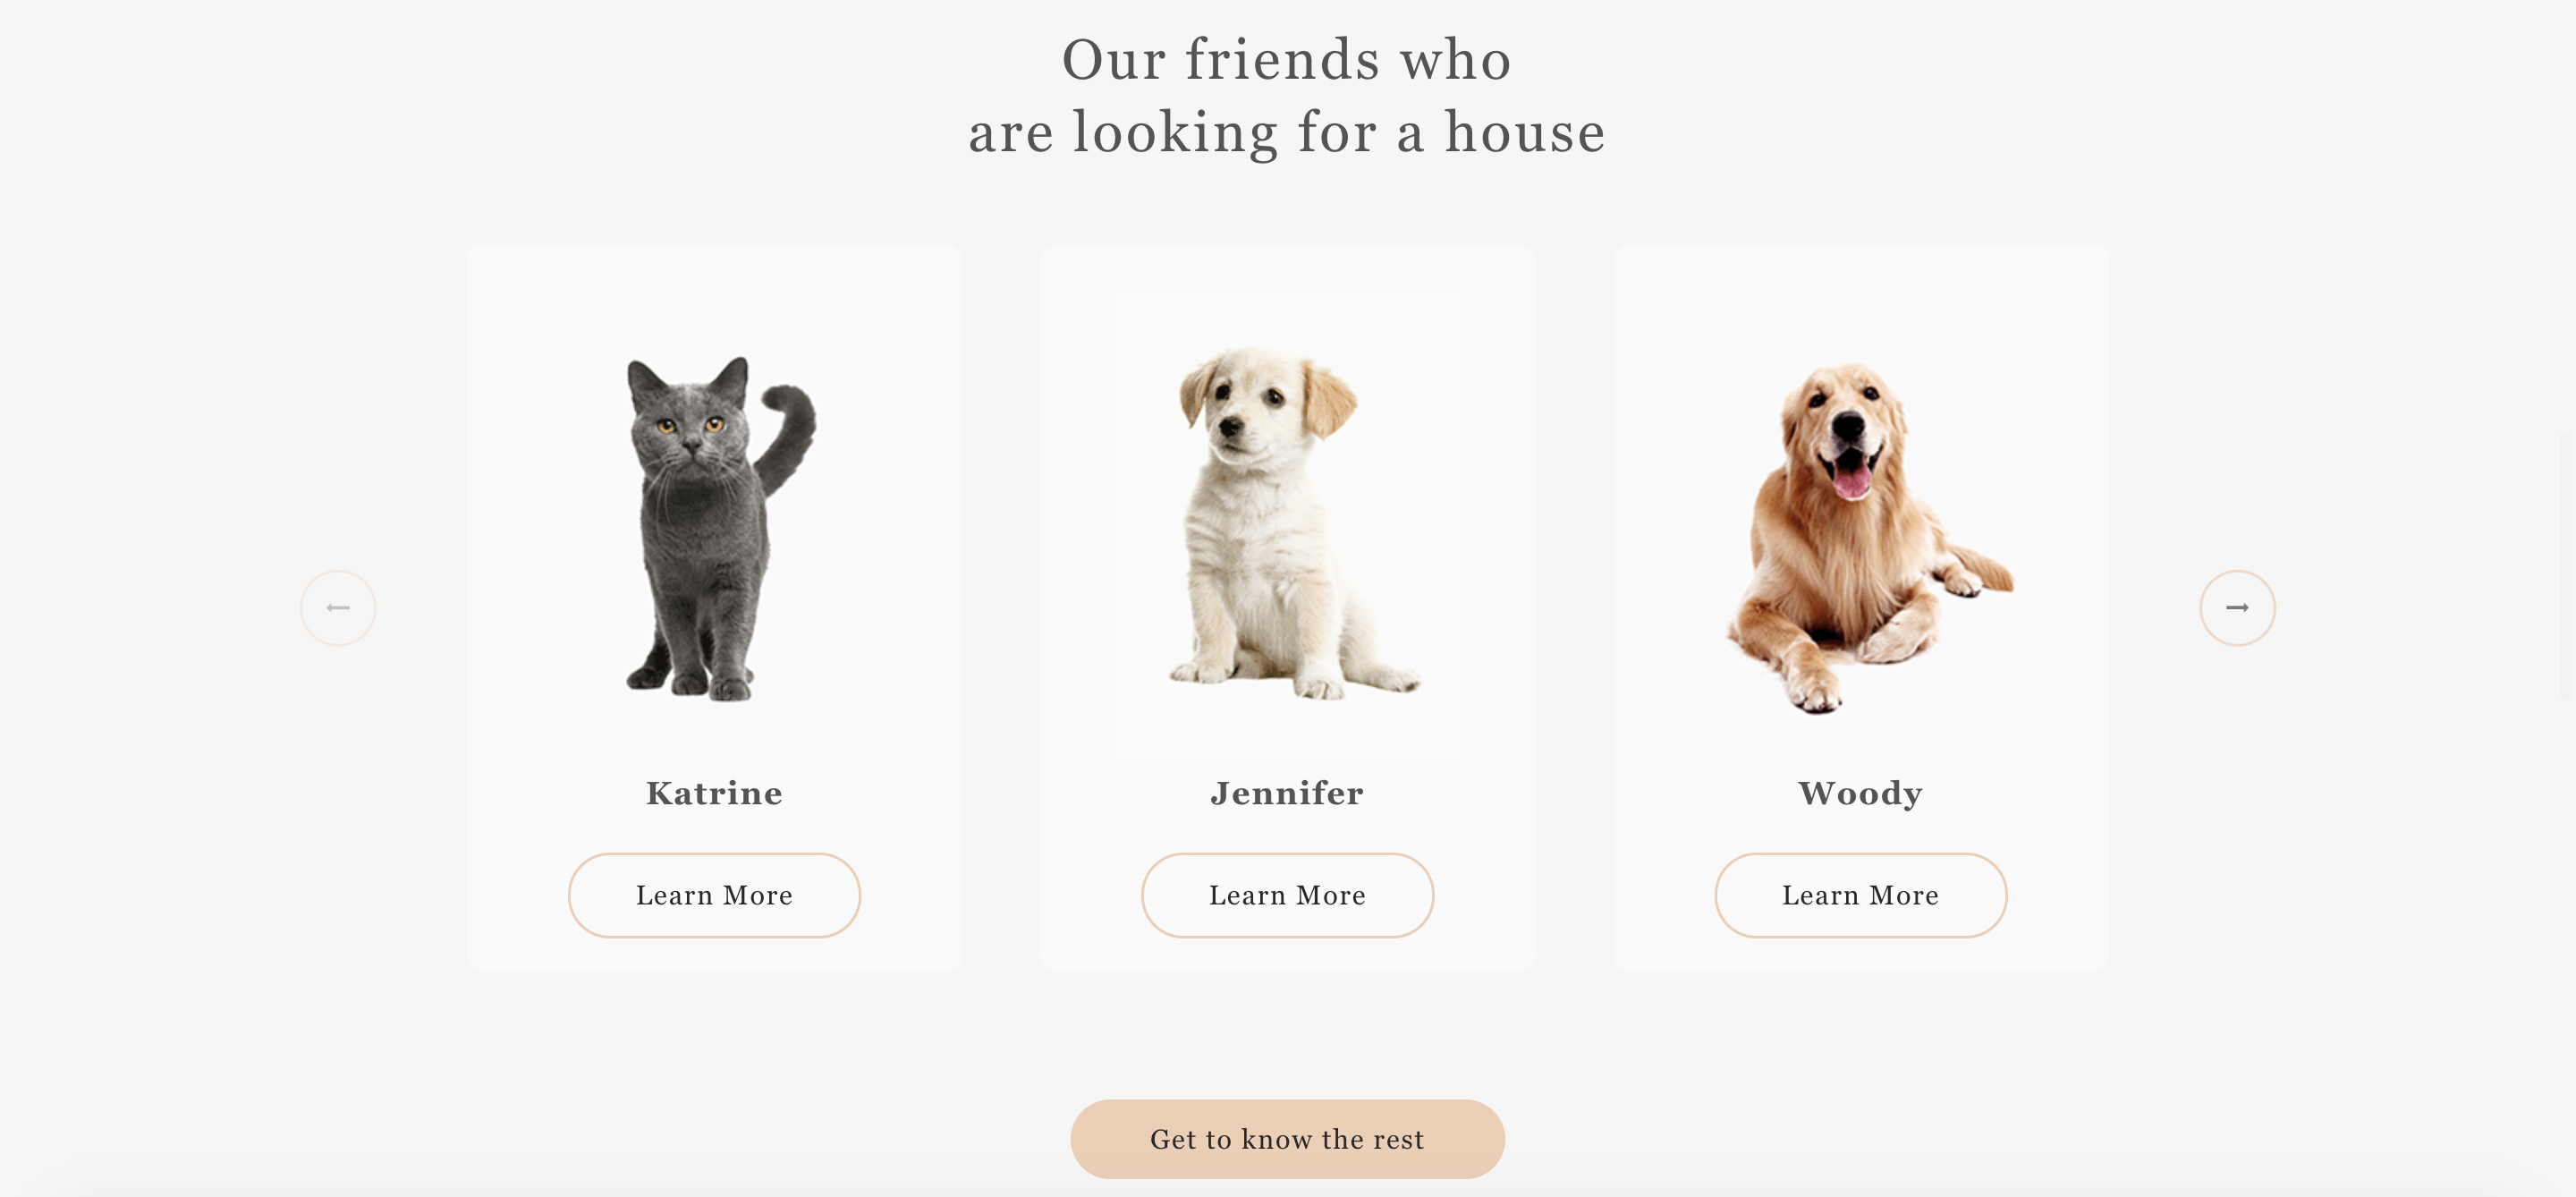 Our friends who
are looking for a house
Katrine
Jennifer
Woody
Learn More
Learn More
Learn More
Get to know the rest